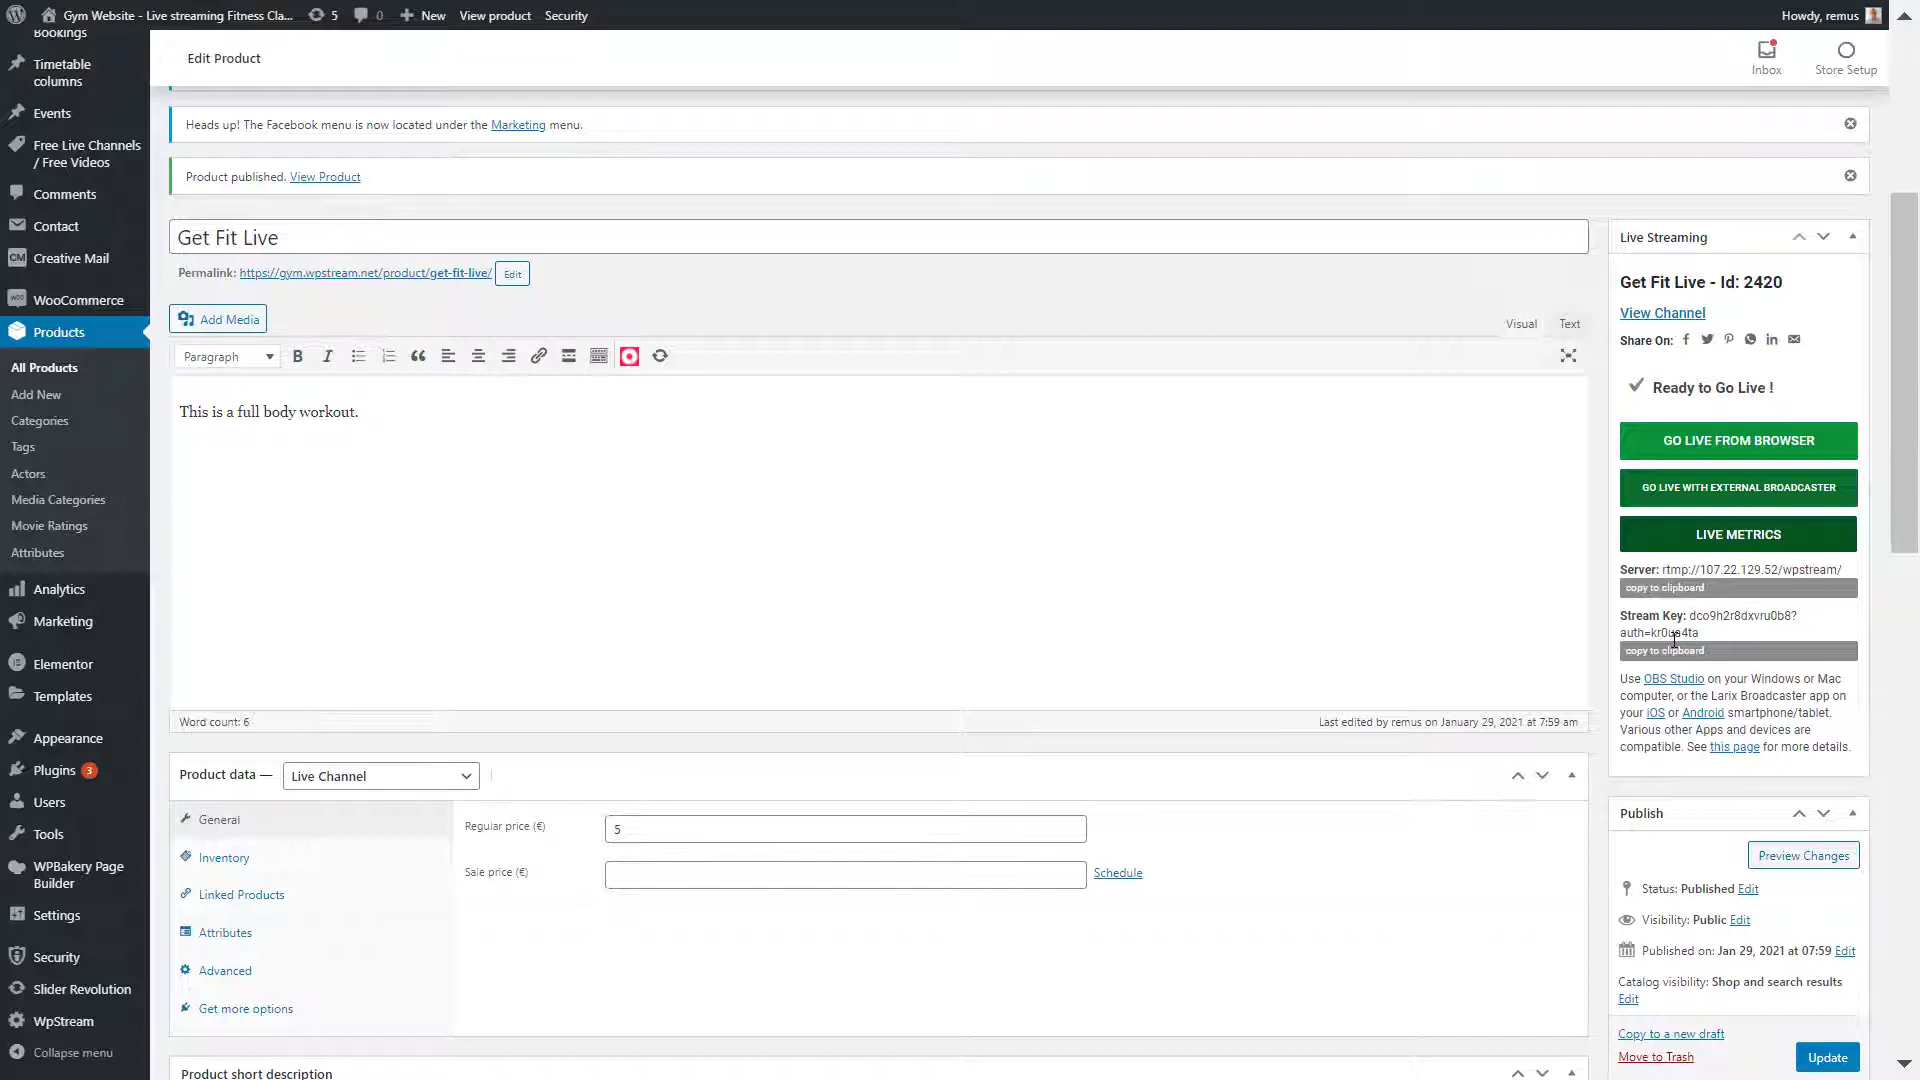 Gym Website – Live streaming Fitness Cla...
5
0
New
View product
Security
Howdy, remus
Bookings
Timetable
columns
Events
Free Live Channels
/ Free Videos
Comments
Contact
CM
Creative Mail
WOO
WooCommerce
Products
All Products
Add New
Categories
Tags
Actors
Media Categories
Movie Ratings
Attributes
Analytics
Marketing
Elementor
Templates
Appearance
Plugins 3
Users
Tools
WPBakery Page
Builder
Settings
Security
Slider Revolution
WpStream
Collapse menu
Edit Product
Inbox
Store Setup
Heads up! The Facebook menu is now located under the Marketing menu.
Product published. View Product
Get Fit Live
Permalink: https://gym.wpstream.net/product/get-fit-live/ Edit
Add Media
Visual
Text
Paragraph
B
I
This is a full body workout.
Word count: 6
Last edited by remus on January 29, 2021 at 7:59 am
Product data — Live Channel
General
Inventory
Linked Products
Attributes
Advanced
Get more options
Regular price (€)
5
Sale price (€)
Schedule
Product short description
Live Streaming
Get Fit Live - Id: 2420
View Channel
Share On:
Ready to Go Live !
GO LIVE FROM BROWSER
GO LIVE WITH EXTERNAL BROADCASTER
LIVE METRICS
Server: rtmp://107.22.129.52/wpstream/
copy to clipboard
Stream Key: dco9h2r8dxvru0b8?
copy to clipboard
Use OBS Studio on your Windows or Mac
computer, or the Larix Broadcaster app on
your iOS or Android smartphone/tablet.
Various other Apps and devices are
compatible. See this page for more details.
Publish
Preview Changes
Status: Published Edit
Visibility: Public Edit
Published on: Jan 29, 2021 at 07:59 Edit
Catalog visibility: Shop and search results
Edit
Copy to a new draft
Move to Trash
Update